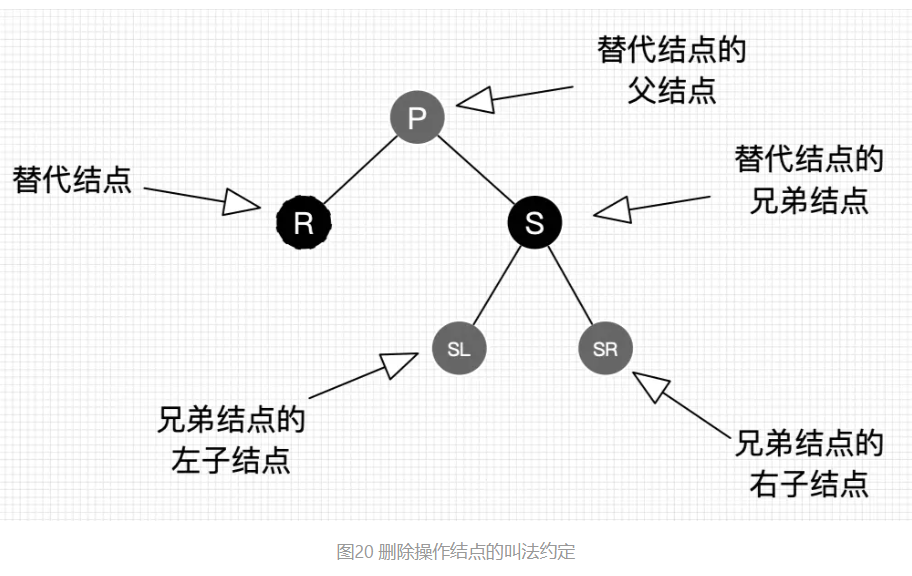 替代结点的
父结点
P
替代结点的
兄弟结点
替代结点
R
S
SL
SR
兄弟结点的
左子结点
兄弟结点的
右子结点
图20 删除操作结点的叫法约定